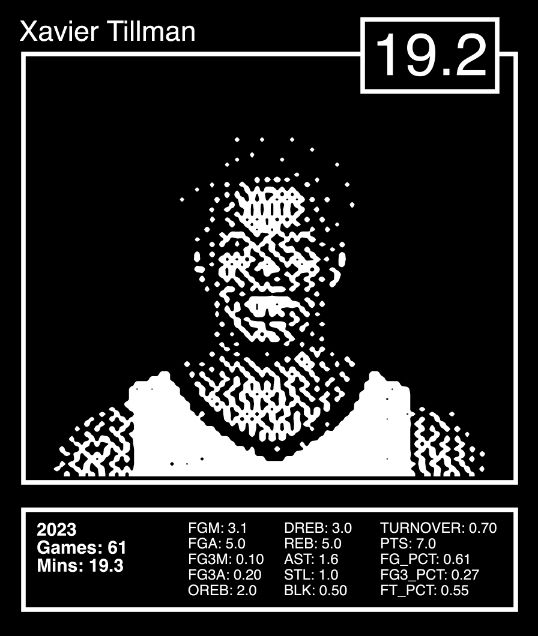 Xavier Tillman
19.2
2023
Games: 61
Mins: 19.3
FGM: 3.1
FGA: 5.0
FG3M: 0.10
FG3A: 0.20
OREB: 2.0
DREB: 3.0
REB: 5.0
AST: 1.6
STL: 1.0
BLK: 0.50
TURNOVER: 0.70
PTS: 7.0
FG_PCT: 0.61
FG3_PCT: 0.27
FT_PCT: 0.55